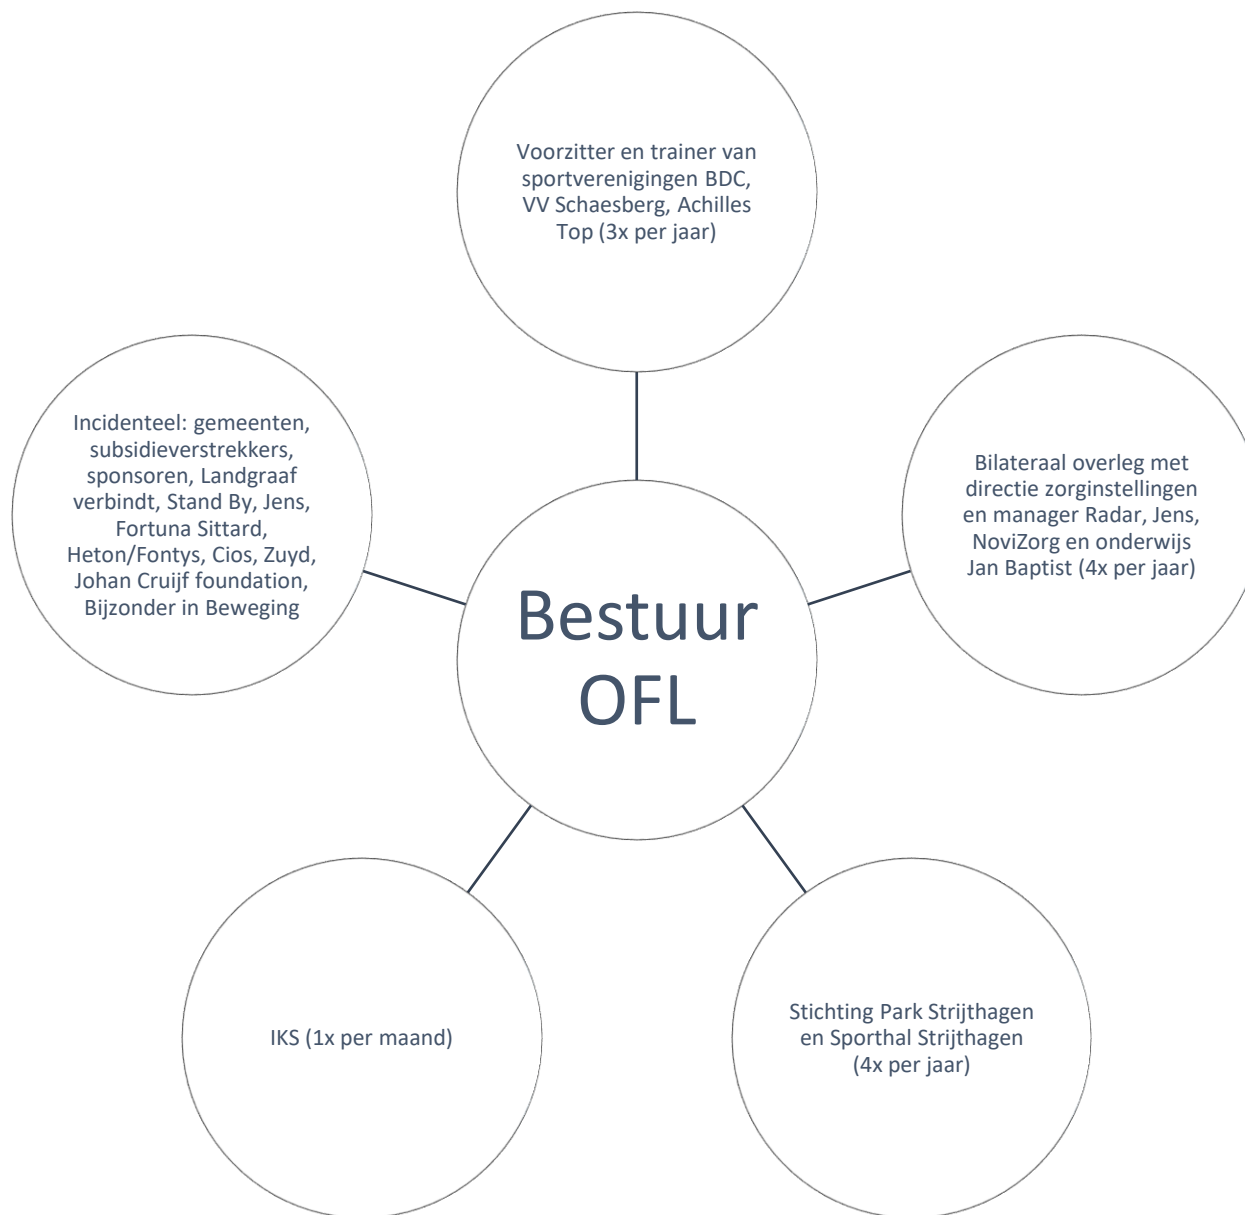 Voorzitter en trainer van
sportverenigingen BDC,
VV Schaesberg, Achilles
Top (3x per jaar)
Incidenteel: gemeenten,
subsidieverstrekkers,
sponsoren, Landgraaf
verbindt, Stand By, Jens,
Fortuna Sittard,
Heton/Fontys, Cios, Zuyd,
Johan Cruijf foundation,
Bijzonder in Beweging
Bilateraal overleg met
directie zorginstellingen
en manager Radar, Jens,
NoviZorg en onderwijs
Jan Baptist (4x per jaar)
Bestuur
OFL
IKS (1x per maand)
Stichting Park Strijthagen
en Sporthal Strijthagen
(4x per jaar)